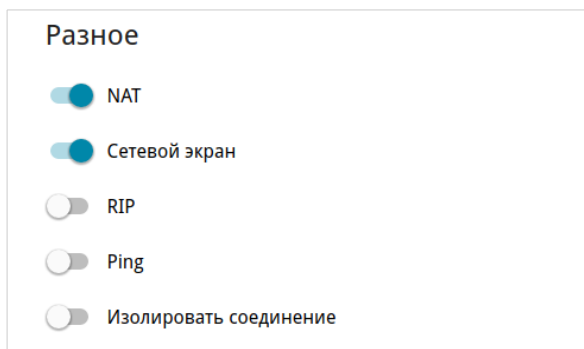 Разное
NAT
Сетевой экран
RIP
Ping
Изолировать соединение